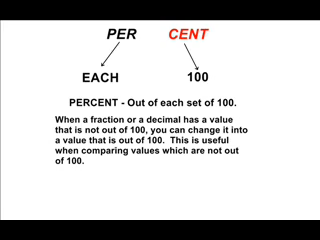 PER CENT
EACH 100
PERCENT - Out of each set of 100.
When a fraction or a decimal has a value
that is not out of 100, you can change it into
a value that is out of 100. This is useful
when comparing values which are not out
of 100.